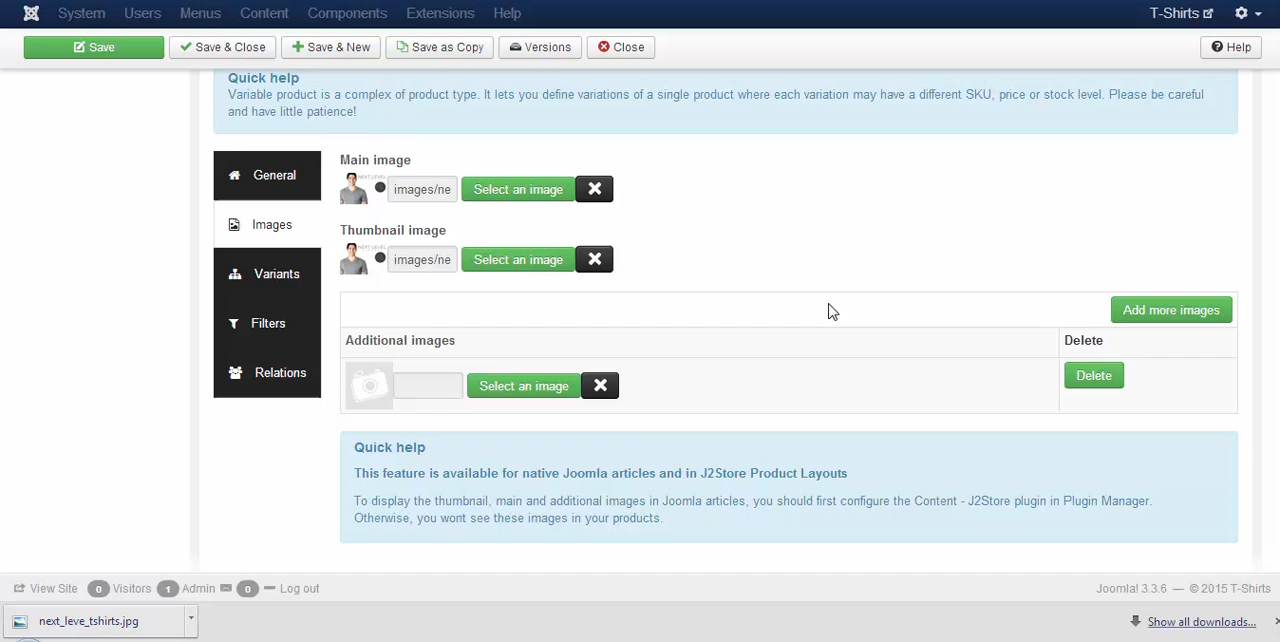 System Users Menus Content Components Extensions Help T-Shirts
Save Save & Close Save & New Save as Copy Versions Close Help
Quick help
Variable product is a complex of product type. It lets you define variations of a single product where each variation may have a different SKU, price or stock level. Please be careful
and have little patience!
General
Images
Variants
Filters
Relations
Main image
images/ne Select an image
Thumbnail image
images/ne Select an image
Add more images
Additional images Delete
Select an image Delete
Quick help
This feature is available for native Joomla articles and in J2Store Product Layouts
To display the thumbnail, main and additional images in Joomla articles, you should first configure the Content - J2Store plugin in Plugin Manager.
Otherwise, you wont see these images in your products.
View Site 0 Visitors 1 Admin 0 Log out Joomla! 3.3.6 — © 2015 T-Shirts
next_leve_tshirts.jpg Show all downloads...